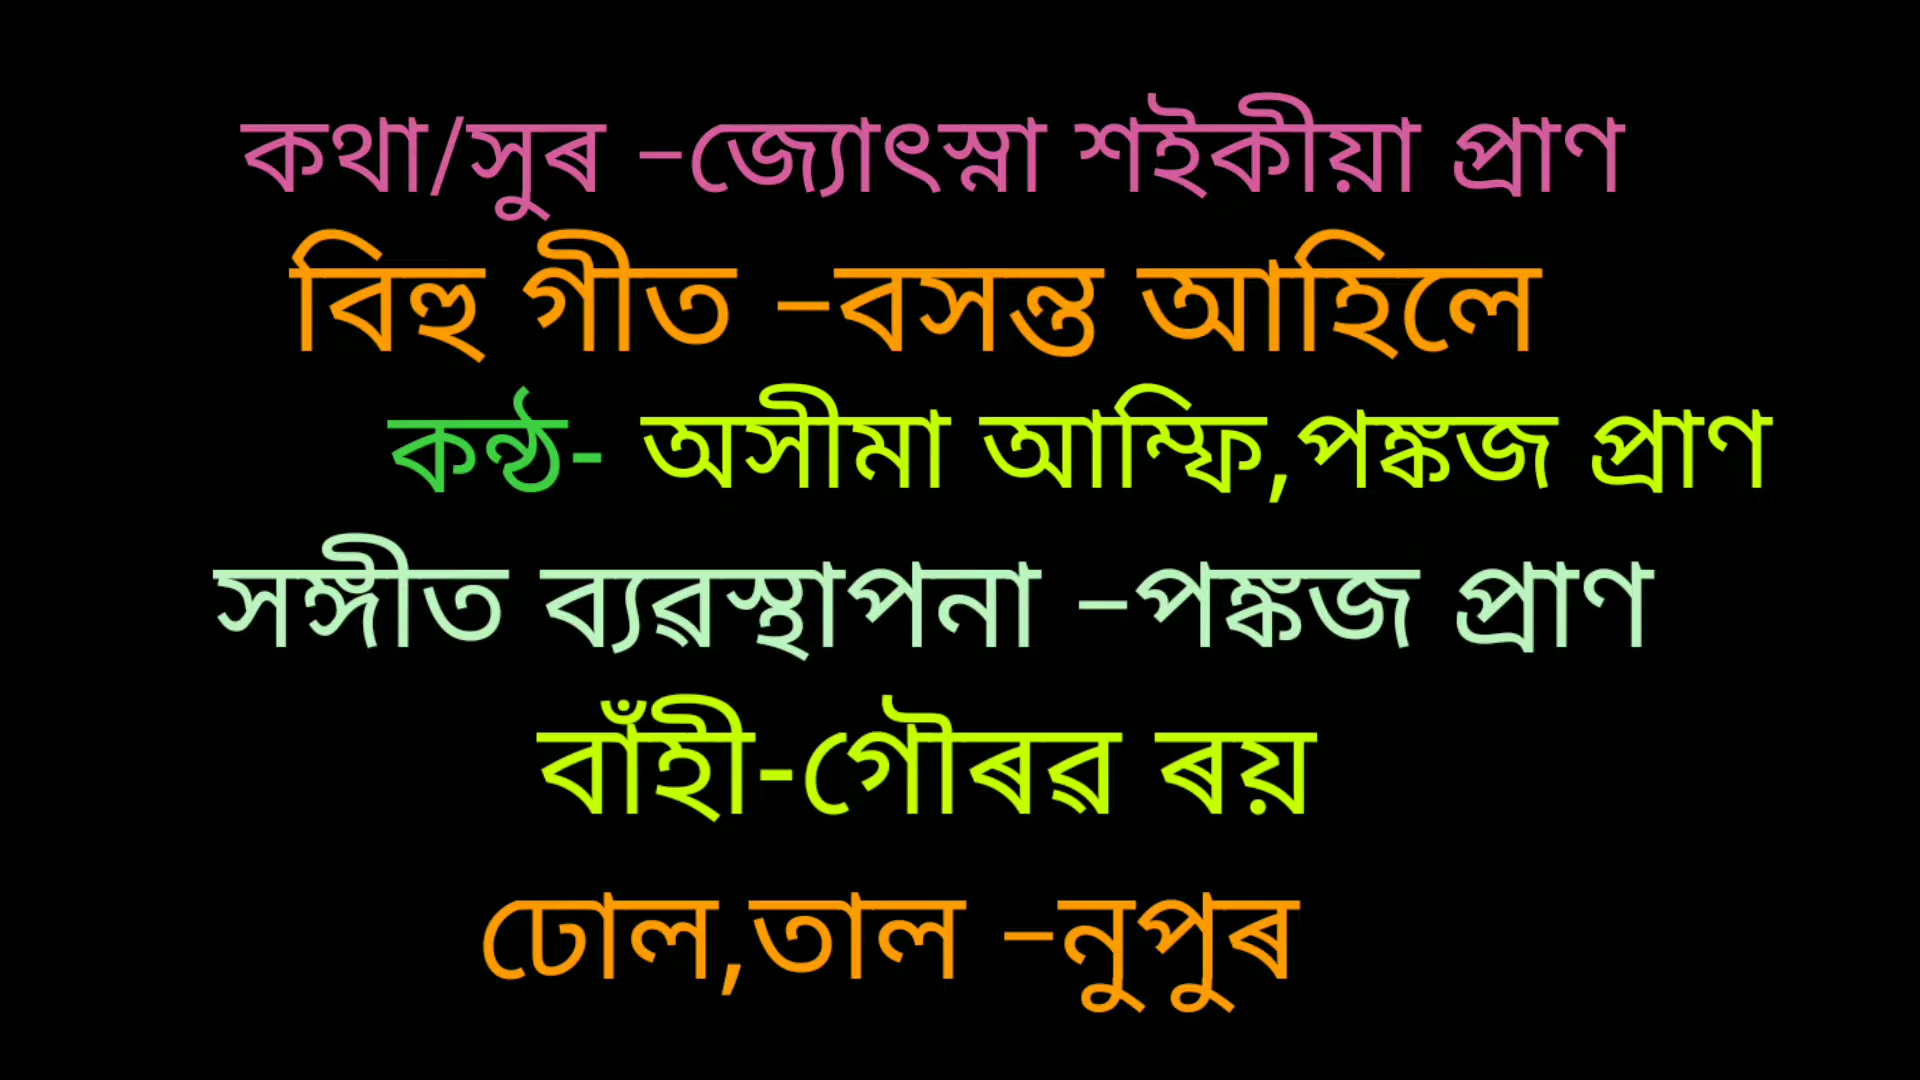 কথা/সুৰ –জ্যোৎস্না শইকীয়া প্ৰাণ
বিহু গীত –বসন্ত আহিলে
কন্ঠ- অসীমা আম্ফি,পঙ্কজ প্ৰাণ
সঙ্গীত ব্যৱস্থাপনা –পঙ্কজ প্ৰাণ
বাঁহী-গৌৰৱ ৰয়
ঢোল,তাল –নুপুৰ